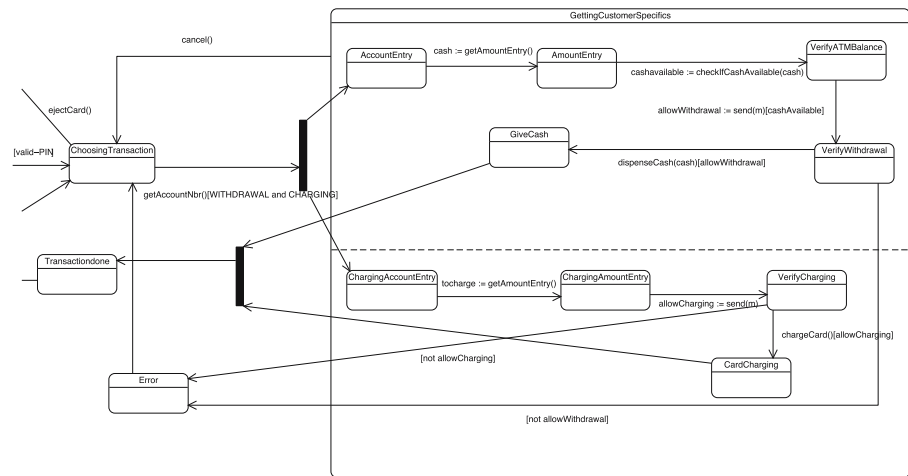 GettingCustomerSpecifics
cancel()
AccountEntry
cash := getAmountEntry()
AmountEntry
VerifyATMBalance
cashavailable := checkIfCashAvailable(cash)
ejectCard()
allowWithdrawal := send(m)[cashAvailable]
[valid−PIN]
ChoosingTransaction
GiveCash
VerifyWithdrawal
dispenseCash(cash)[allowWithdrawal]
getAccountNbr()[WITHDRAWAL and CHARGING]
Transactiondone
ChargingAccountEntry
tocharge := getAmountEntry()
ChargingAmountEntry
allowCharging := send(m)
VerifyCharging
chargeCard()[allowCharging]
[not allowCharging]
CardCharging
Error
[not allowWithdrawal]